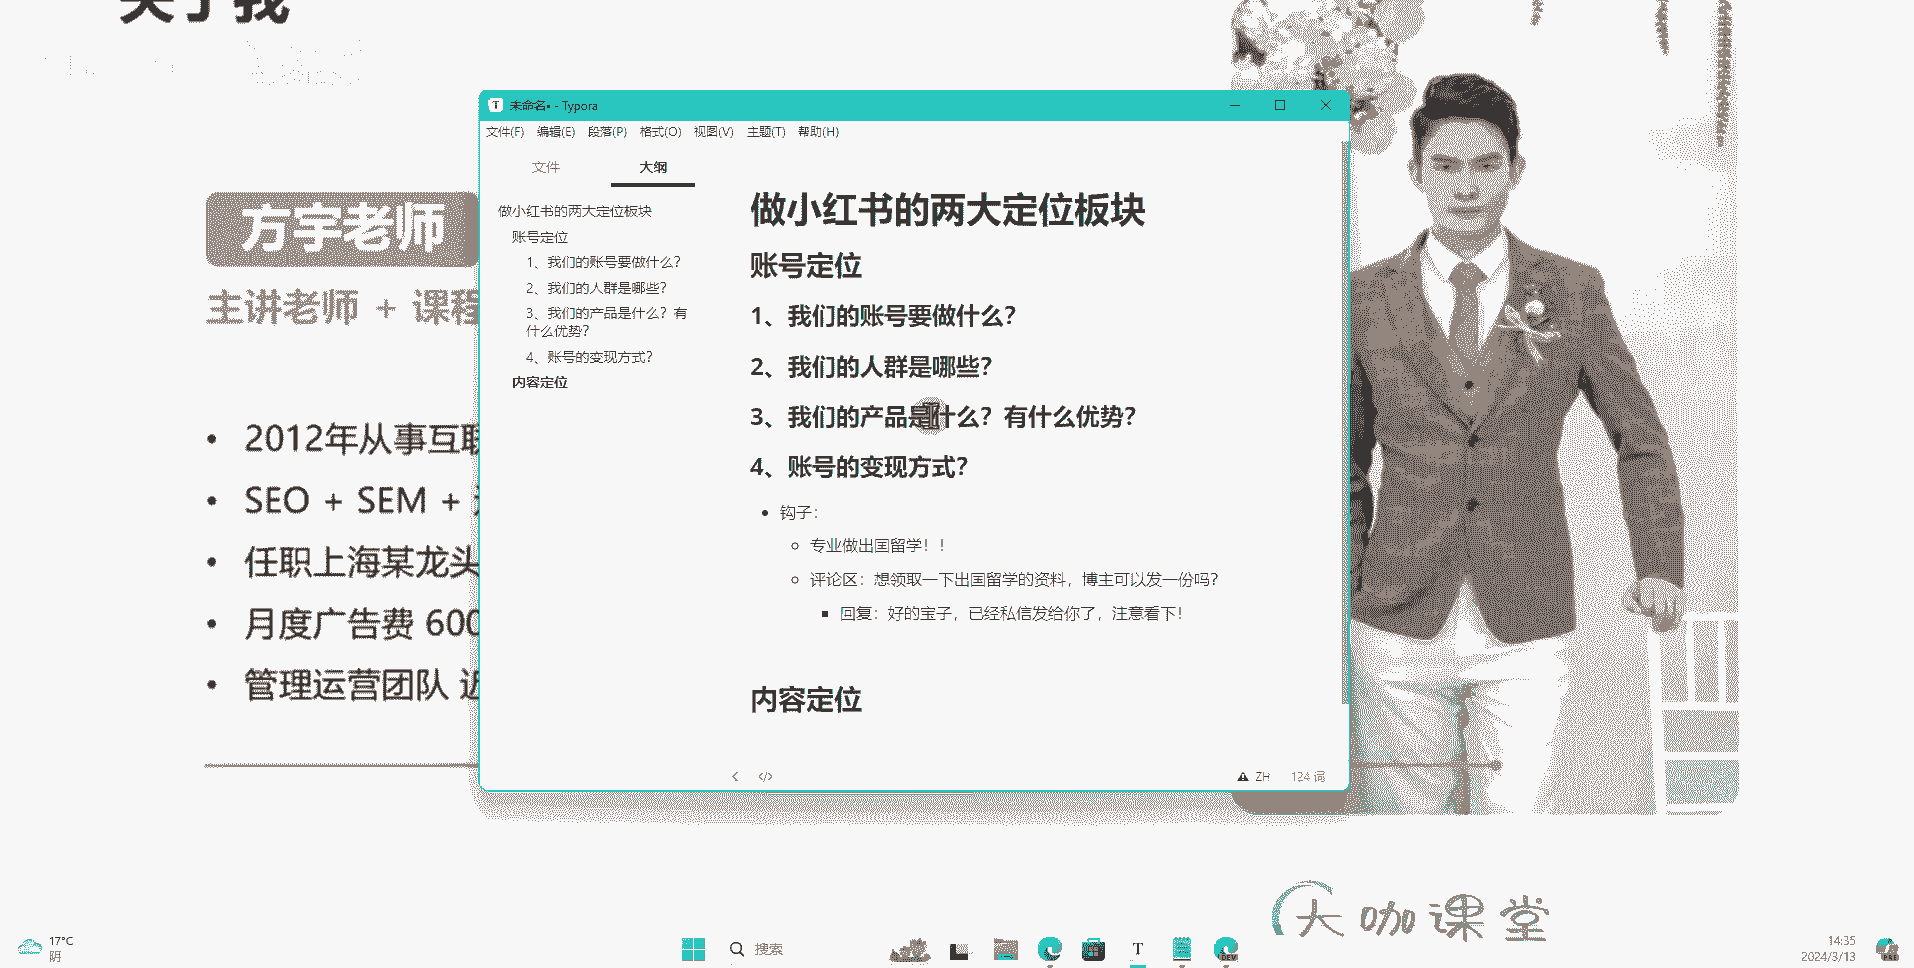 关于我
未命名• - Typora
文件(F) 编辑(E) 段落(P) 格式(O) 视图(V) 主题(T) 帮助(H)
文件 大纲
做小红书的两大定位板块
账号定位
1、我们的账号要做什么？
2、我们的人群是哪些？
3、我们的产品是什么？有
什么优势？
4、账号的变现方式？
内容定位
做小红书的两大定位板块
账号定位
1、我们的账号要做什么？
2、我们的人群是哪些？
3、我们的产品是什么？有什么优势？
4、账号的变现方式？
钩子：
专业做出国留学！！
评论区：想领取一下出国留学的资料，博主可以发一份吗？
回复：好的宝子，已经私信发给你了，注意看下！
内容定位
ZH 124 词
方宇老师
主讲老师 + 课程
2012年从事互联
SEO + SEM +
任职上海某龙头
月度广告费 600
管理运营团队 近
大咖课堂
17°C
阴
搜索
T
DEV
14:35
2024/3/13
PRE